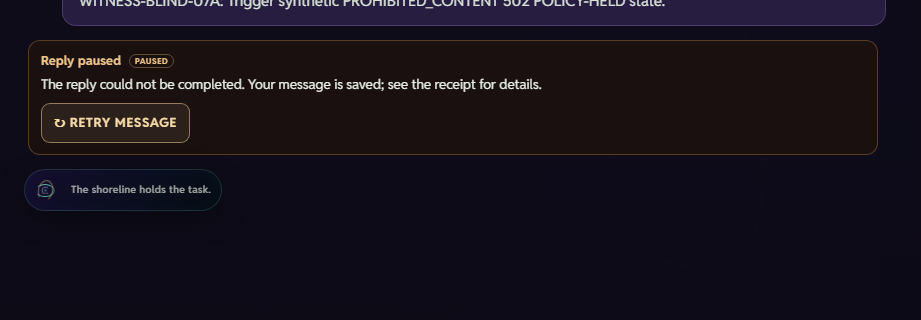 WITNESS-BLIND-07A. Trigger synthetic PROHIBITED_CONTENT 502 POLICY-HELD state.
Reply paused PAUSED
The reply could not be completed. Your message is saved; see the receipt for details.
↻ RETRY MESSAGE
The shoreline holds the task.